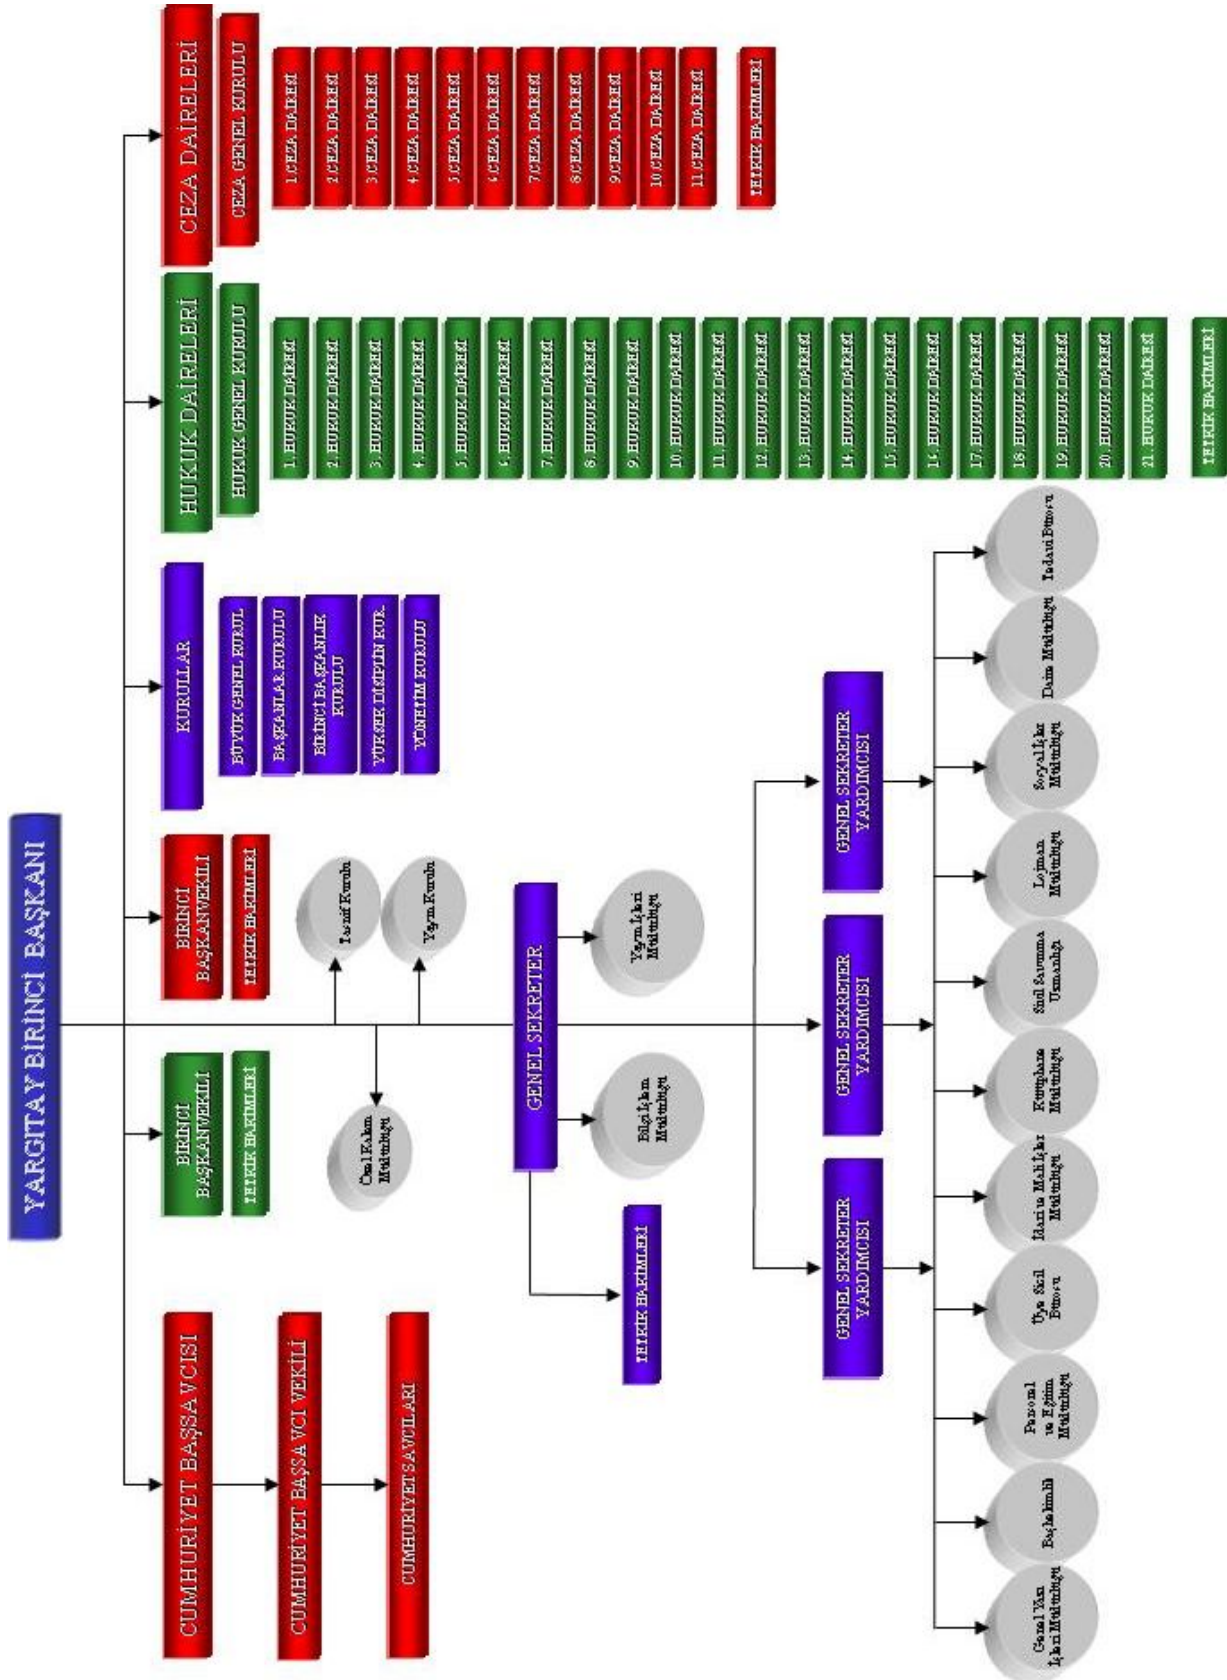 YARGITAY BİRİNCİ BAŞKANI
CUMHURİYET BAŞSAVCISI
CUMHURİYET BAŞSAVCI VEKİLİ
CUMHURİYET SAVCILARI
BİRİNCİ
BAŞKANVEKİLİ
TETKİK HAKİMLERİ
BİRİNCİ
BAŞKANVEKİLİ
TETKİK HAKİMLERİ
KURULLAR
BÜYÜK GENEL KURUL
BAŞKANLAR KURULU
BİRİNCİ BAŞKANLIK
KURULU
YÜKSEK DİSİPLİN KUR.
YÖNETİM KURULU
HUKUK DAİRELERİ
HUKUK GENEL KURULU
1. HUKUK DAİRESİ
2. HUKUK DAİRESİ
3. HUKUK DAİRESİ
4. HUKUK DAİRESİ
5. HUKUK DAİRESİ
6. HUKUK DAİRESİ
7. HUKUK DAİRESİ
8. HUKUK DAİRESİ
9. HUKUK DAİRESİ
10. HUKUK DAİRESİ
11. HUKUK DAİRESİ
12. HUKUK DAİRESİ
13. HUKUK DAİRESİ
14. HUKUK DAİRESİ
15. HUKUK DAİRESİ
16. HUKUK DAİRESİ
17. HUKUK DAİRESİ
18. HUKUK DAİRESİ
19. HUKUK DAİRESİ
20. HUKUK DAİRESİ
21. HUKUK DAİRESİ
TETKİK HAKİMLERİ
CEZA DAİRELERİ
CEZA GENEL KURULU
1.CEZA DAİRESİ
2.CEZA DAİRESİ
3.CEZA DAİRESİ
4.CEZA DAİRESİ
5.CEZA DAİRESİ
6.CEZA DAİRESİ
7.CEZA DAİRESİ
8.CEZA DAİRESİ
9.CEZA DAİRESİ
10.CEZA DAİRESİ
11.CEZA DAİRESİ
TETKİK HAKİMLERİ
Tasnif Kurulu
Özel Kalem
Müdürlüğü
Yayın Kurulu
GENEL SEKRETER
TETKİK HAKİMLERİ
Bilgi İşlem
Müdürlüğü
Yayın İşleri
Müdürlüğü
GENEL SEKRETER
YARDIMCISI
GENEL SEKRETER
YARDIMCISI
GENEL SEKRETER
YARDIMCISI
Genel Yazı
İşleri Müdürlüğü
Başhekimlik
Personel
ve Eğitim
Müdürlüğü
Üye Sicil
Bürosu
İdari ve Mali İşler
Müdürlüğü
Kütüphane
Müdürlüğü
Sivil Savunma
Uzmanlığı
Lojman
Müdürlüğü
Sosyal İşler
Müdürlüğü
Daire Müdürlüğü
Tedavi Bürosu